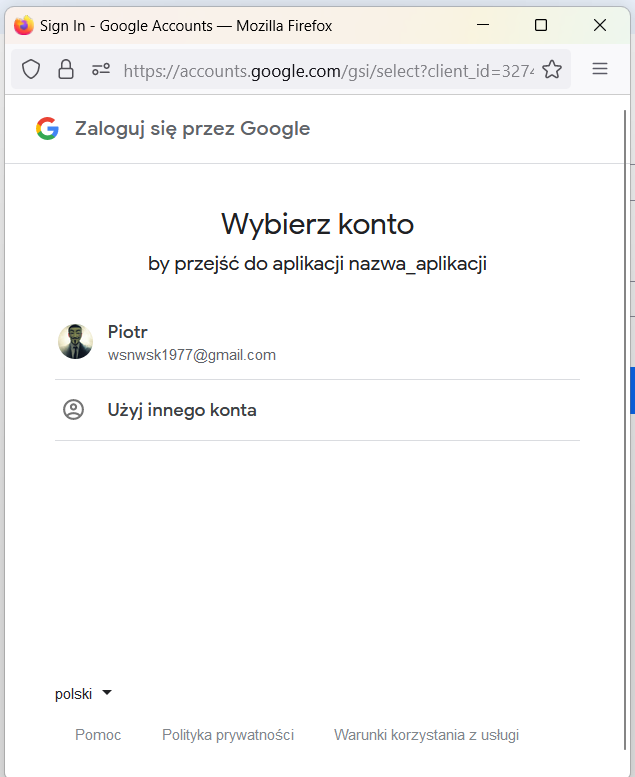 Sign In - Google Accounts — Mozilla Firefox
https://accounts.google.com/gsi/select?client_id=3274
Zaloguj się przez Google
Wybierz konto
by przejść do aplikacji nazwa_aplikacji
Piotr
wsnwsk1977@gmail.com
Użyj innego konta
polski
Pomoc Polityka prywatności Warunki korzystania z usługi